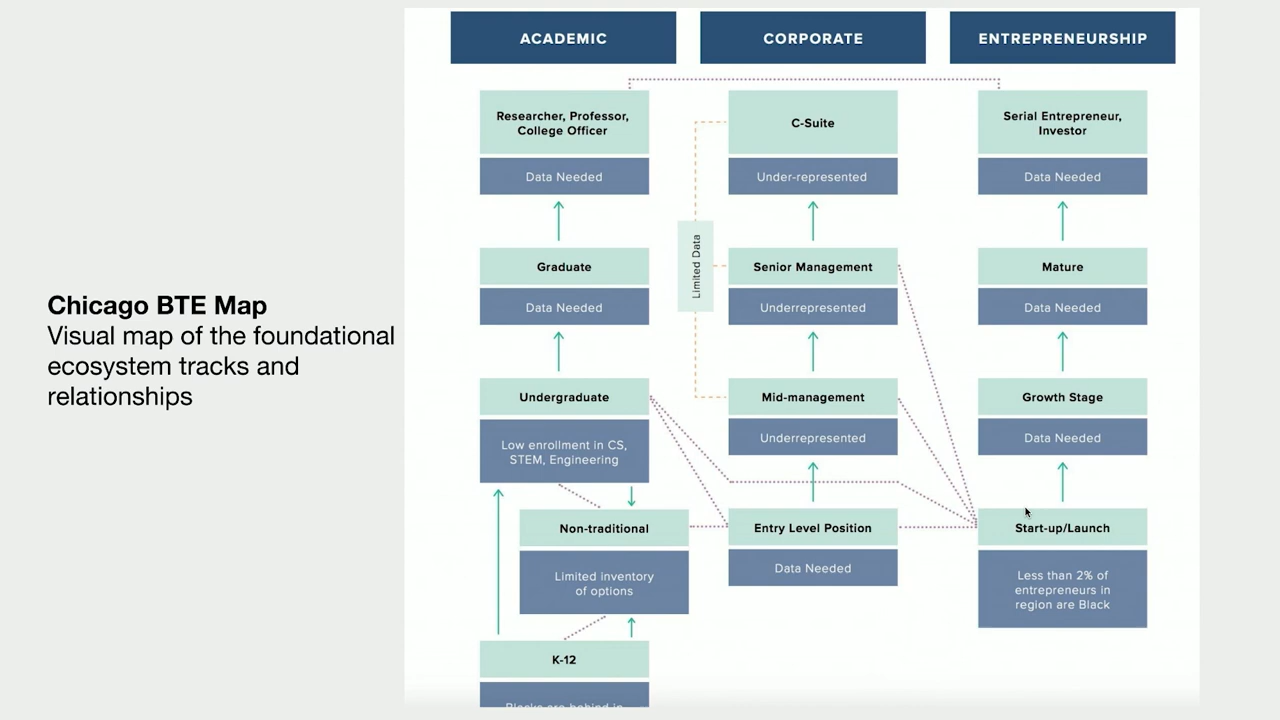 ACADEMIC
CORPORATE
ENTREPRENEURSHIP
Researcher, Professor,
College Officer
Data Needed
C-Suite
Under-represented
Serial Entrepreneur,
Investor
Data Needed
Limited Data
Graduate
Data Needed
Senior Management
Underrepresented
Mature
Data Needed
Chicago BTE Map
Visual map of the foundational
ecosystem tracks and
relationships
Undergraduate
Low enrollment in CS,
STEM, Engineering
Mid-management
Underrepresented
Growth Stage
Data Needed
Non-traditional
Limited inventory
of options
Entry Level Position
Data Needed
Start-up/Launch
Less than 2% of
entrepreneurs in
region are Black
K-12
Blacks are behind in